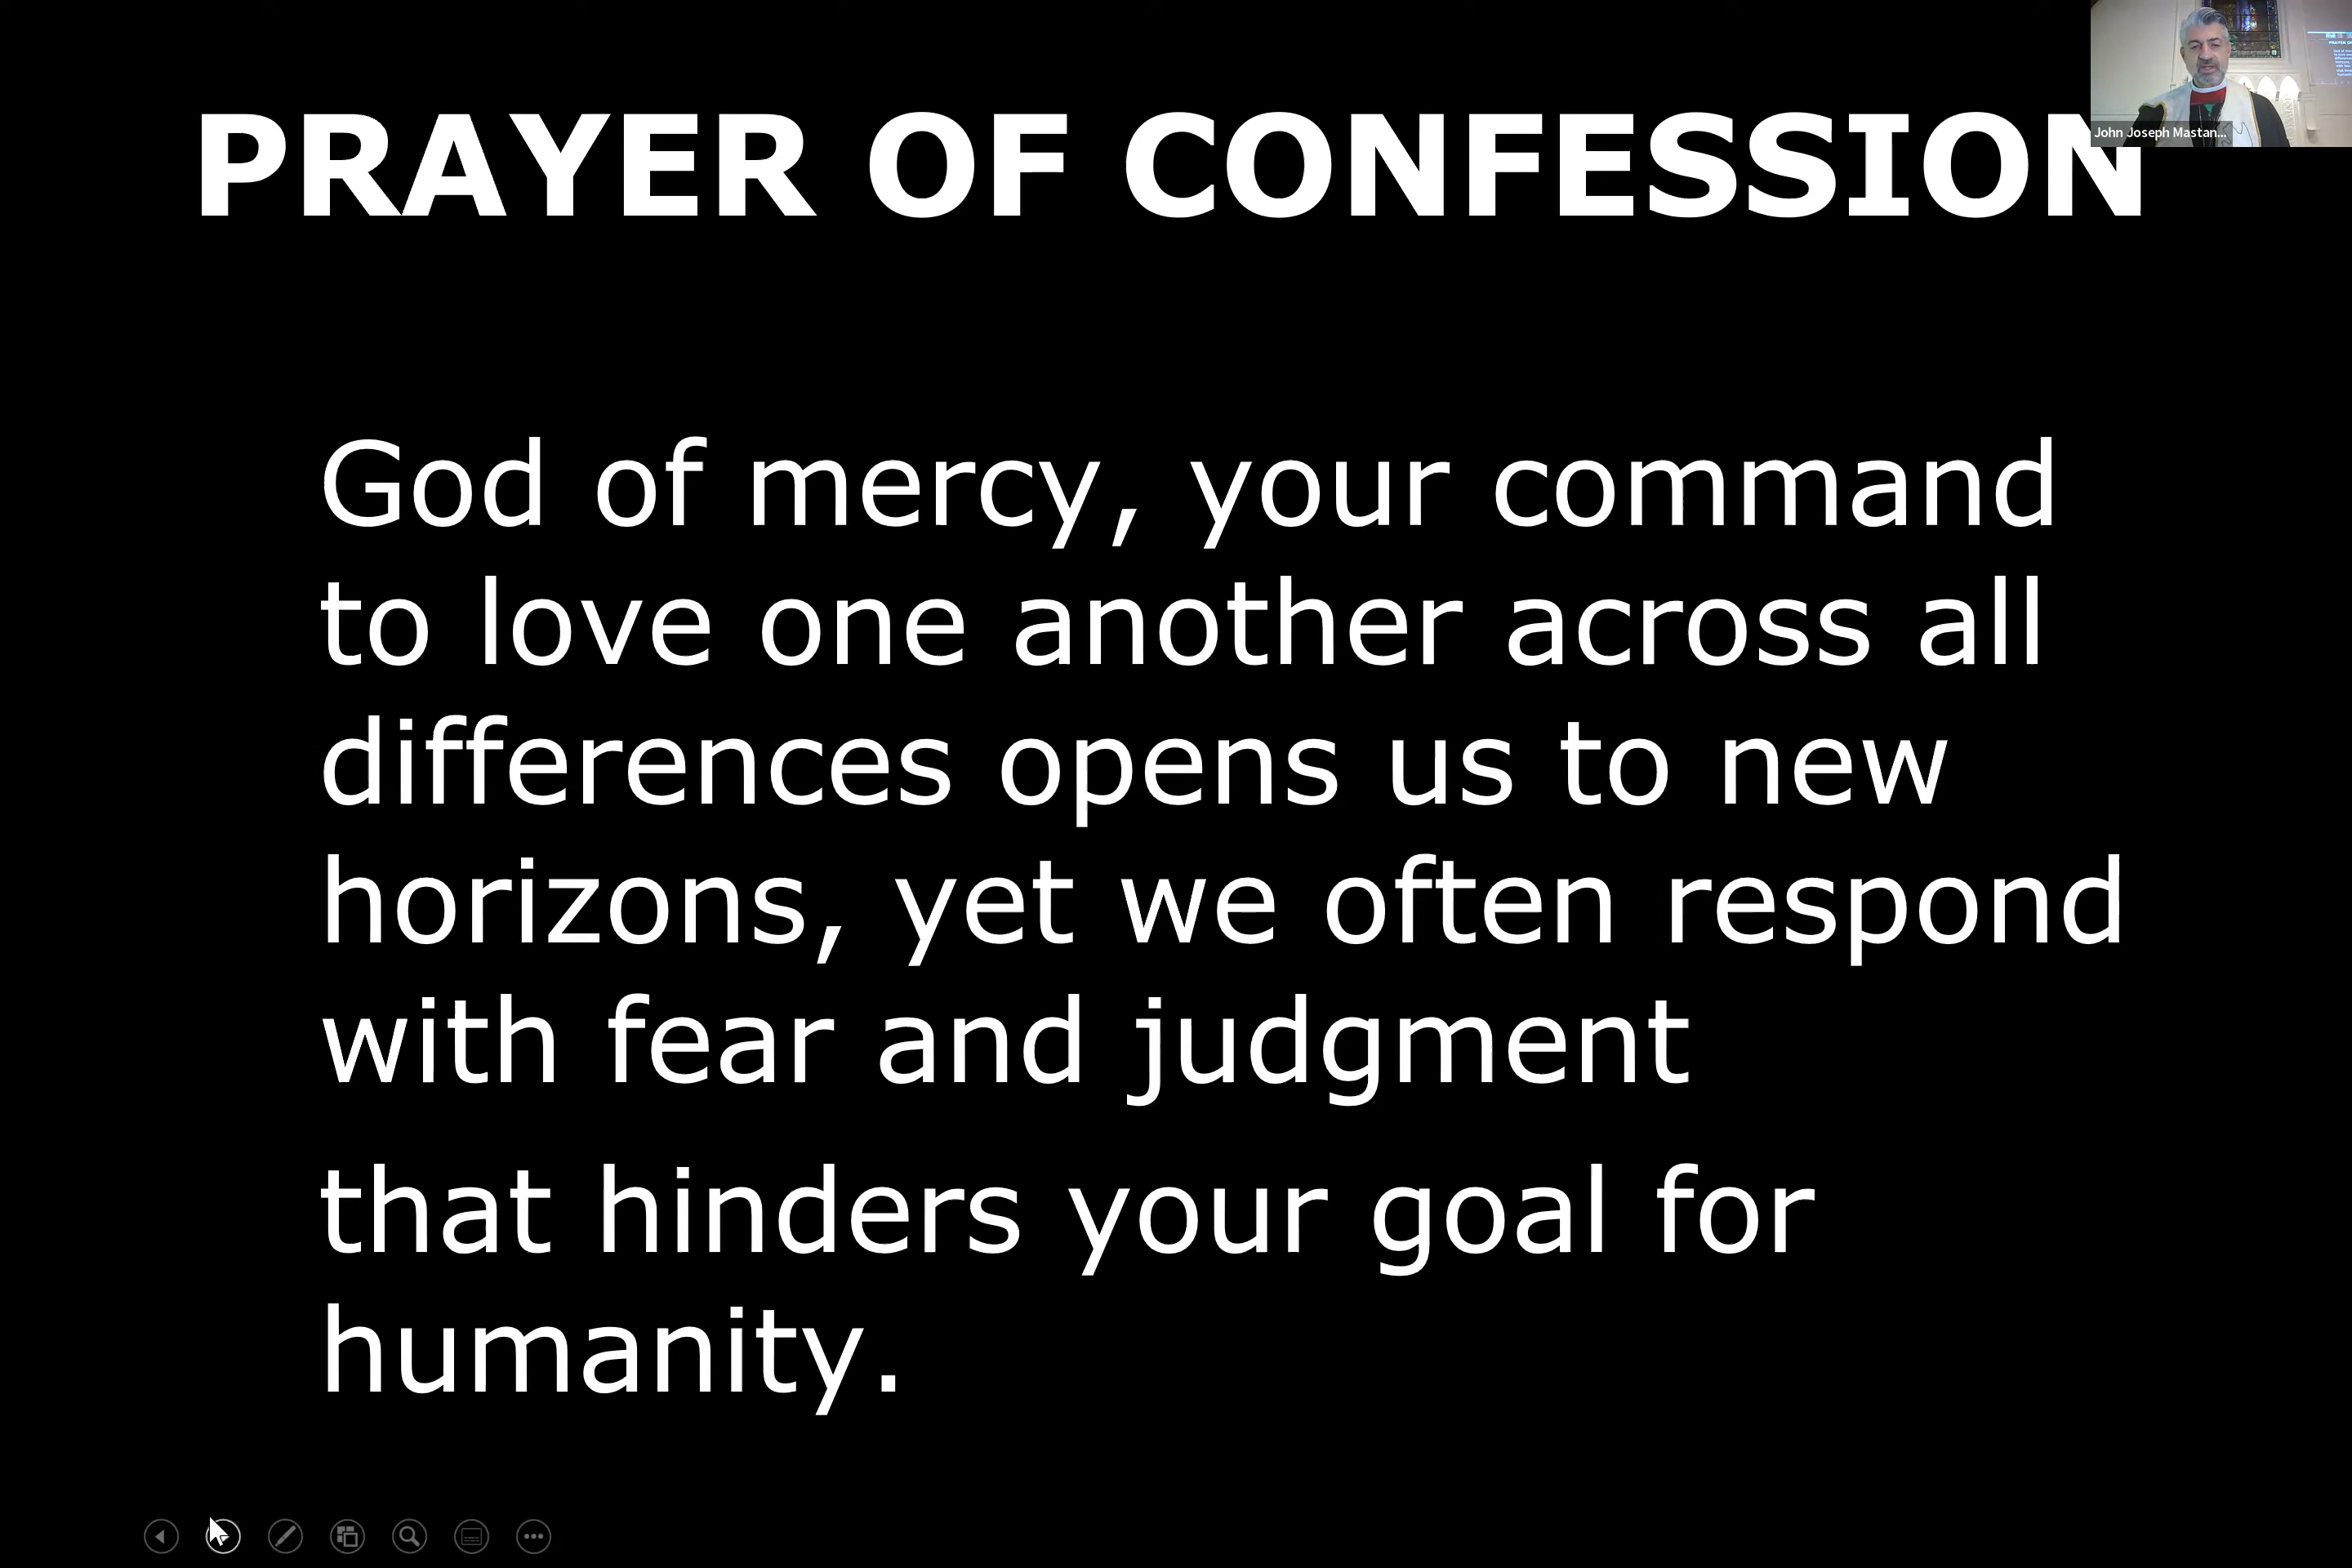 PRAYER OF CONFESSION
John Joseph Mastan...
God of mercy, your command
to love one another across all
differences opens us to new
horizons, yet we often respond
with fear and judgment
that hinders your goal for
humanity.